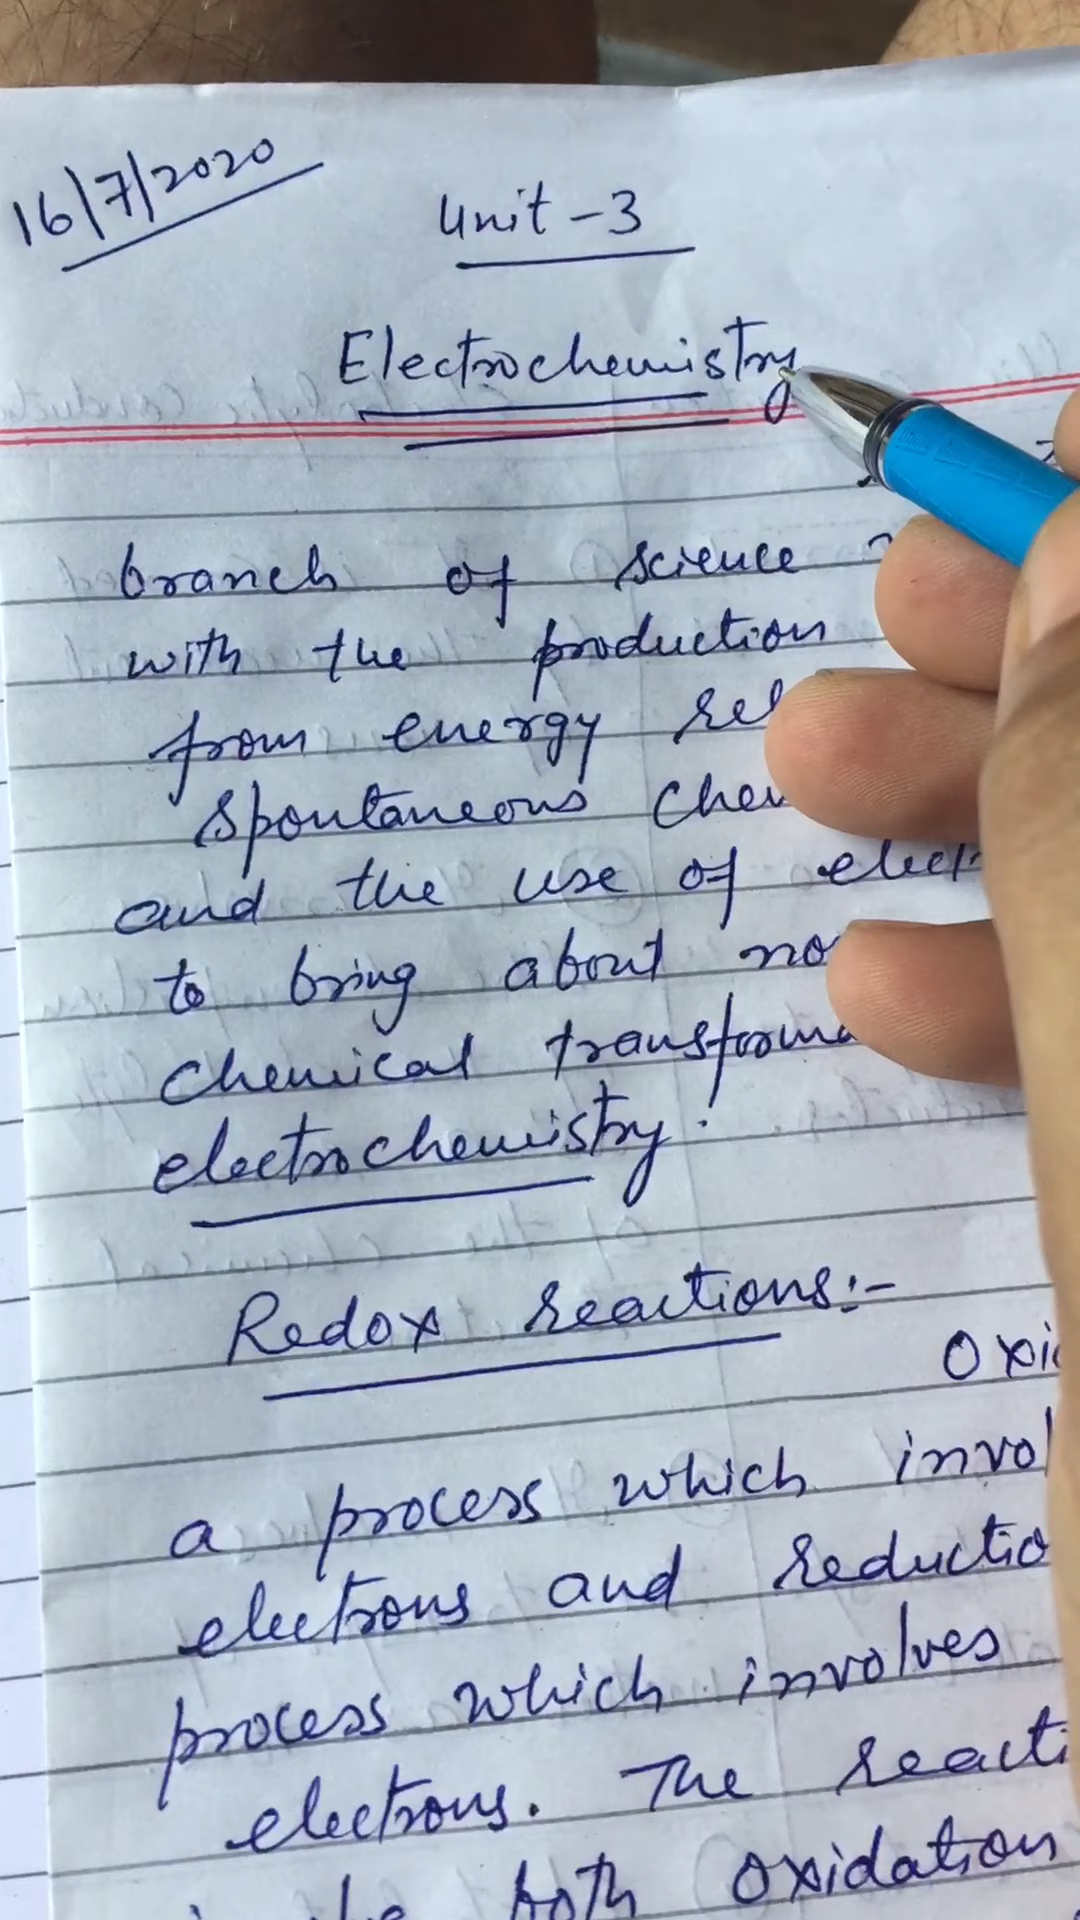 16/7/2020
Unit - 3
Electrochemistry
branch of science
with the production
from energy
spontaneous
and the use of
to bring about
chemical
electrochemistry.
Redox reactions:-
a process which
electrons and
process which involves
electrons. The
both oxidation